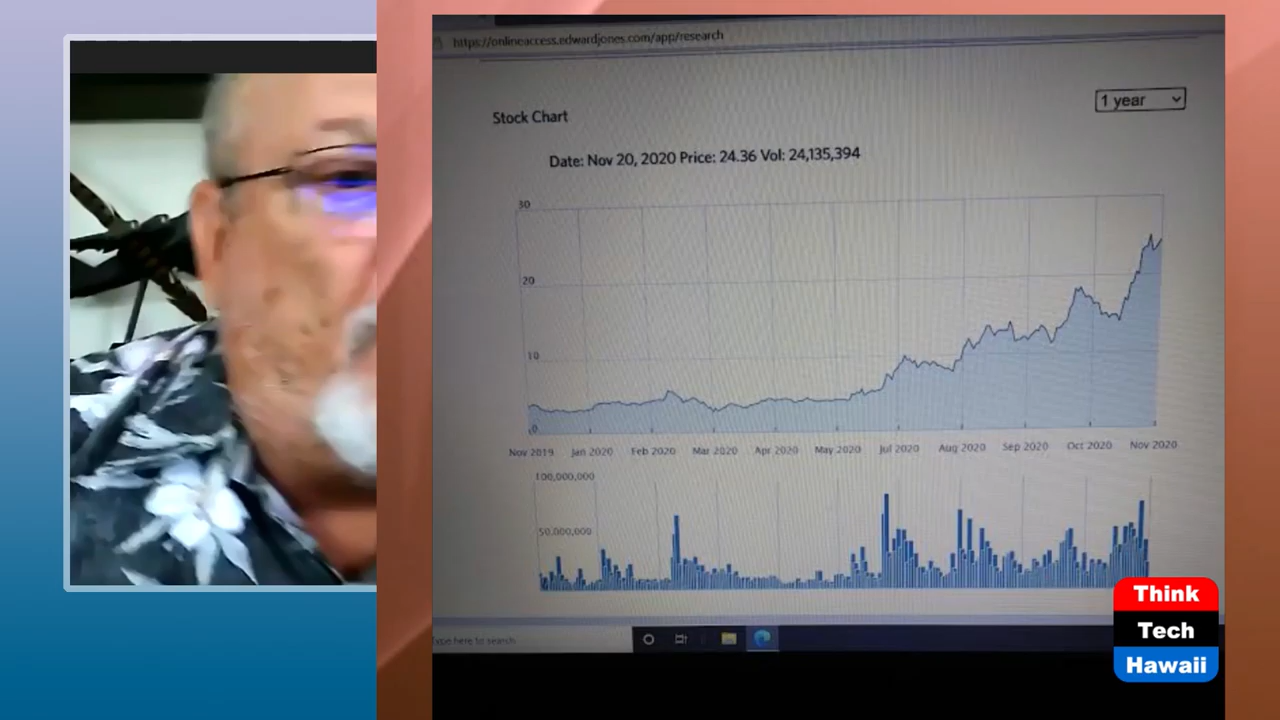 https://onlineaccess.edwardjones.com/app/research
Stock Chart
1 year
Date: Nov 20, 2020 Price: 24.36 Vol: 24,135,394
30
20
10
0
Nov 2019 Jan 2020 Feb 2020 Mar 2020 Apr 2020 May 2020 Jul 2020 Aug 2020 Sep 2020 Oct 2020 Nov 2020
100,000,000
50,000,000
Type here to search
Think
Tech
Hawaii